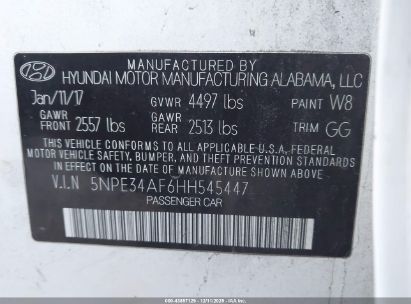 MANUFACTURED BY
HYUNDAI MOTOR MANUFACTURING ALABAMA, LLC
Jan/11/17 GVWR 4497 lbs PAINT W8
GAWR FRONT 2557 lbs GAWR REAR 2513 lbs TRIM GG
THIS VEHICLE CONFORMS TO ALL APPLICABLE U.S.A. FEDERAL
MOTOR VEHICLE SAFETY, BUMPER, AND THEFT PREVENTION STANDARDS
IN EFFECT ON THE DATE OF MANUFACTURE SHOWN ABOVE.
V.I.N 5NPE34AF6HH545447
PASSENGER CAR